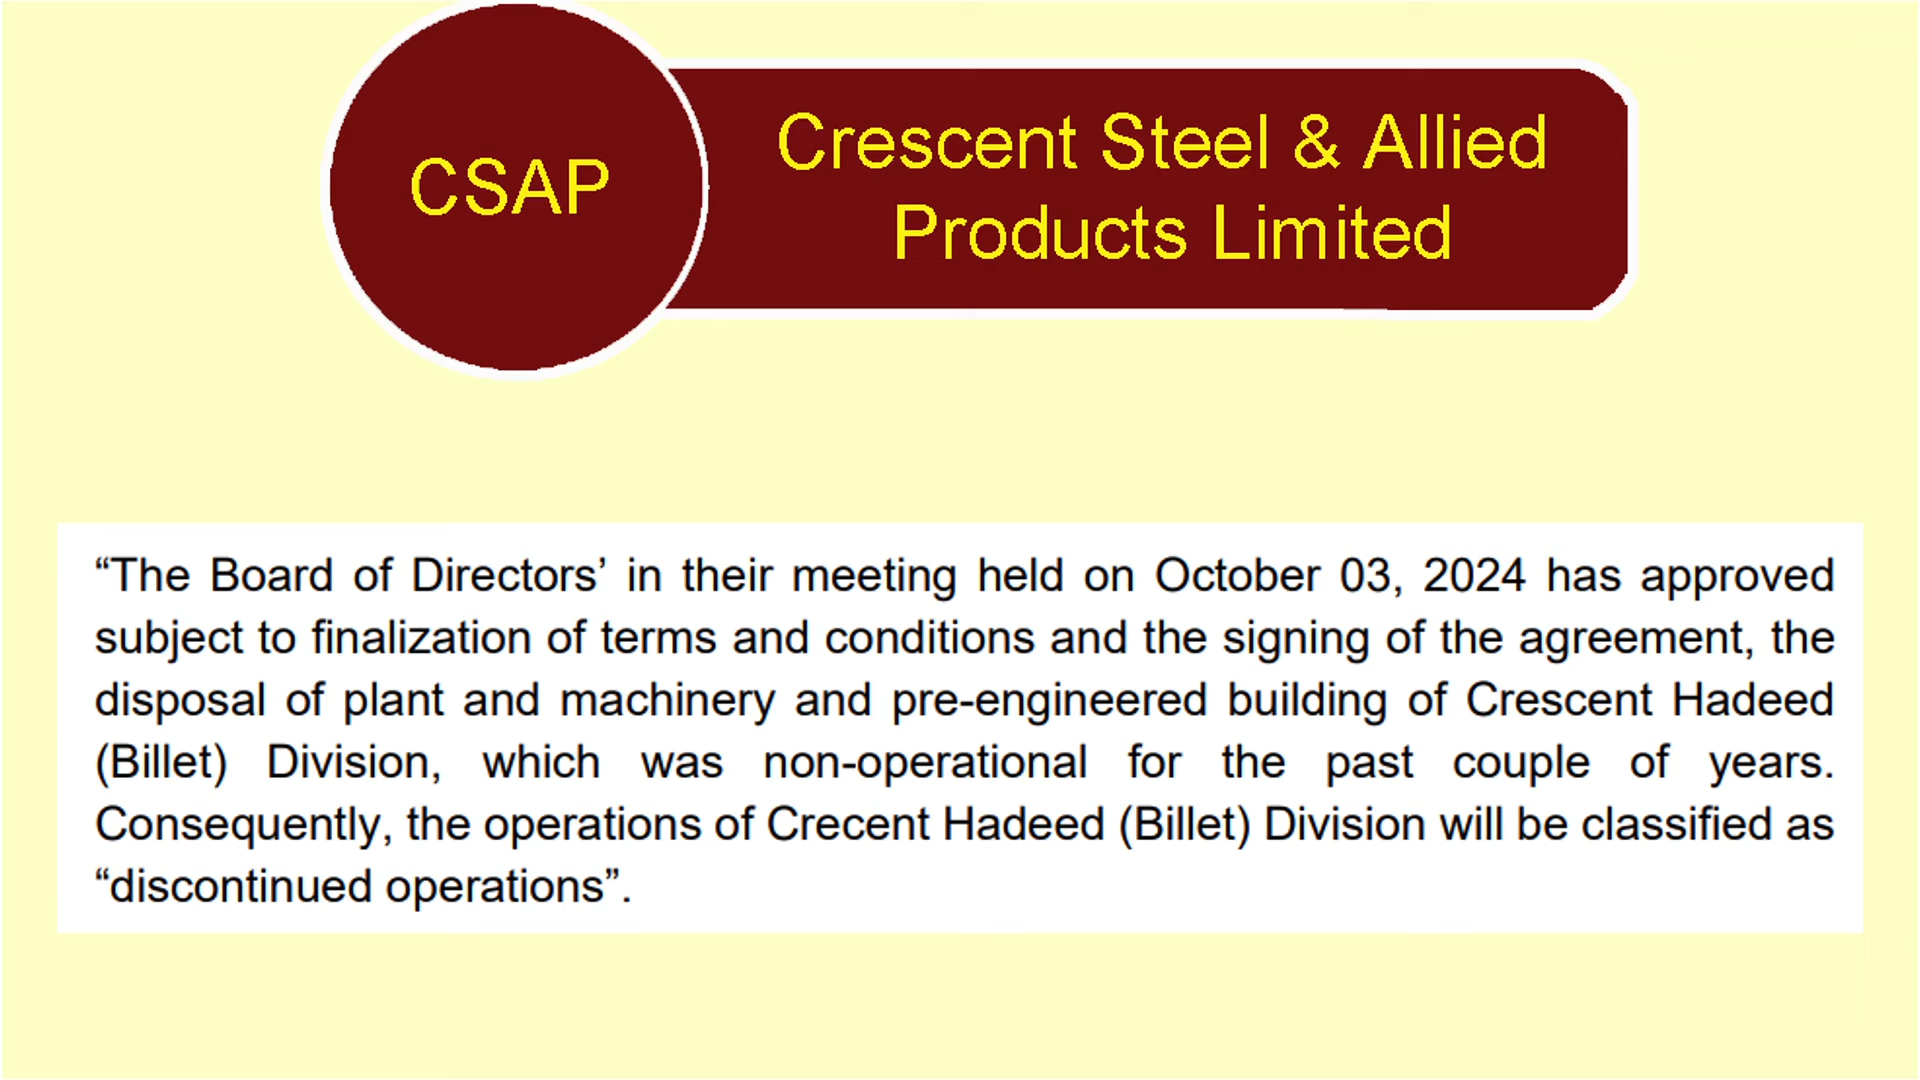 CSAP
Crescent Steel & Allied
Products Limited
“The Board of Directors’ in their meeting held on October 03, 2024 has approved
subject to finalization of terms and conditions and the signing of the agreement, the
disposal of plant and machinery and pre-engineered building of Crescent Hadeed
(Billet) Division, which was non-operational for the past couple of years.
Consequently, the operations of Crecent Hadeed (Billet) Division will be classified as
“discontinued operations”.